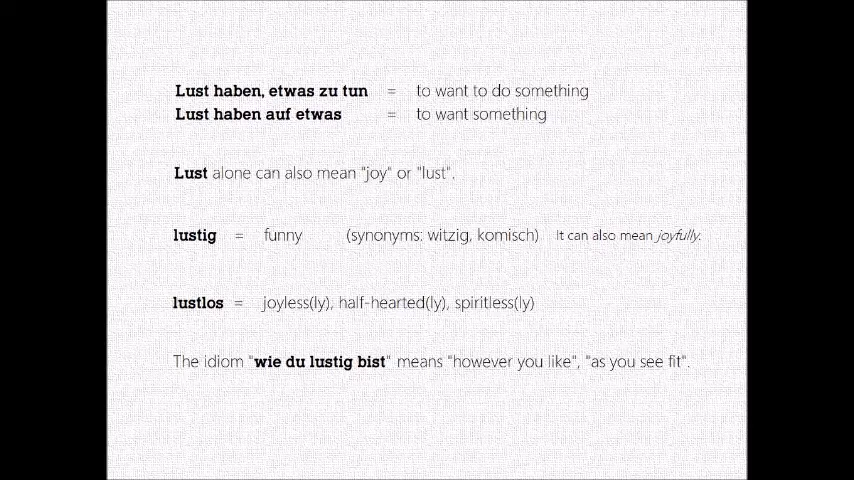 Lust haben, etwas zu tun = to want to do something
Lust haben auf etwas = to want something
Lust alone can also mean "joy" or "lust".
lustig = funny (synonyms: witzig, komisch) It can also mean joyfully.
lustlos = joyless(ly), half-hearted(ly), spiritless(ly)
The idiom "wie du lustig bist" means "however you like", "as you see fit".